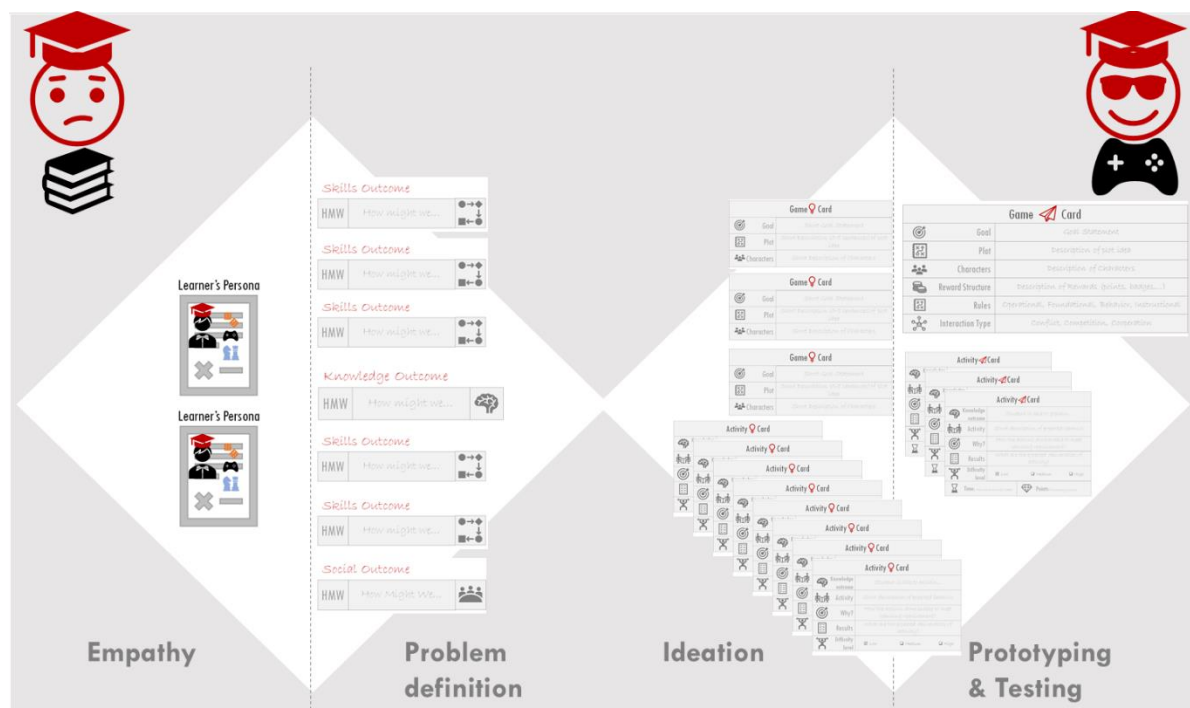 Learner's Persona
Learner's Persona
Empathy
Skills Outcome
HMW How might we...
Skills Outcome
HMW How might we...
Skills Outcome
HMW How might we...
Knowledge Outcome
HMW How might we...
Skills Outcome
HMW How might we...
Skills Outcome
HMW How might we...
Social Outcome
HMW How Might We...
Problem
definition
Game Card
Goal
Plot
Characters
Game Card
Goal
Plot
Characters
Game Card
Goal
Plot
Characters
Activity Card
Activity Card
Activity Card
Activity Card
Activity Card
Activity Card
Activity Card
Activity Card
Knowledge
outcome
Activity
Why?
Results
Difficulty
level
Ideation
Game Card
Goal Goal Statement
Plot Description of plot idea
Characters Description of Characters
Reward Structure Description of Rewards (points, badges,...)
Rules Operational, Foundational, Behavior, Instructional
Interaction Type Conflict, Competition, Cooperation
Activity Card
Activity Card
Activity Card
Knowledge
outcome
Activity
Why?
Results
Difficulty
level
Time
Prototyping
& Testing